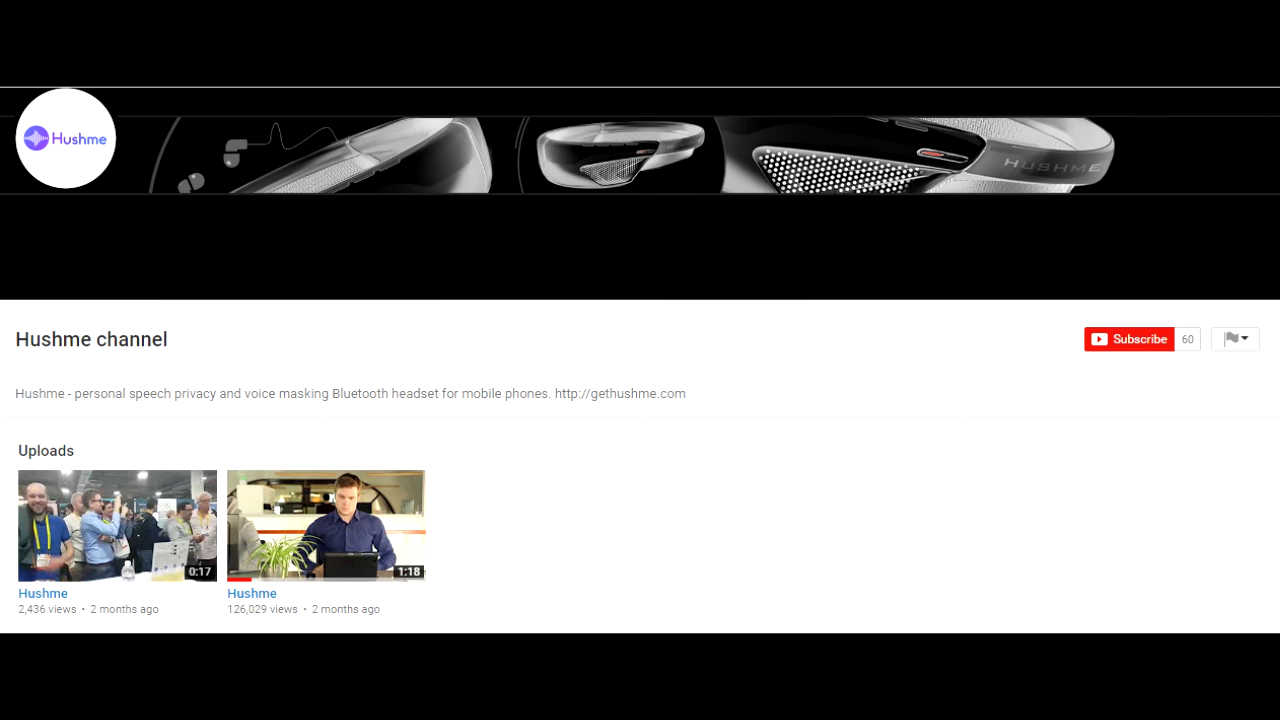 Hushme
HUSHME
Hushme channel
Subscribe 60
Hushme - personal speech privacy and voice masking Bluetooth headset for mobile phones. http://gethushme.com
Uploads
0:17
1:18
Hushme
Hushme
2,436 views • 2 months ago
126,029 views • 2 months ago